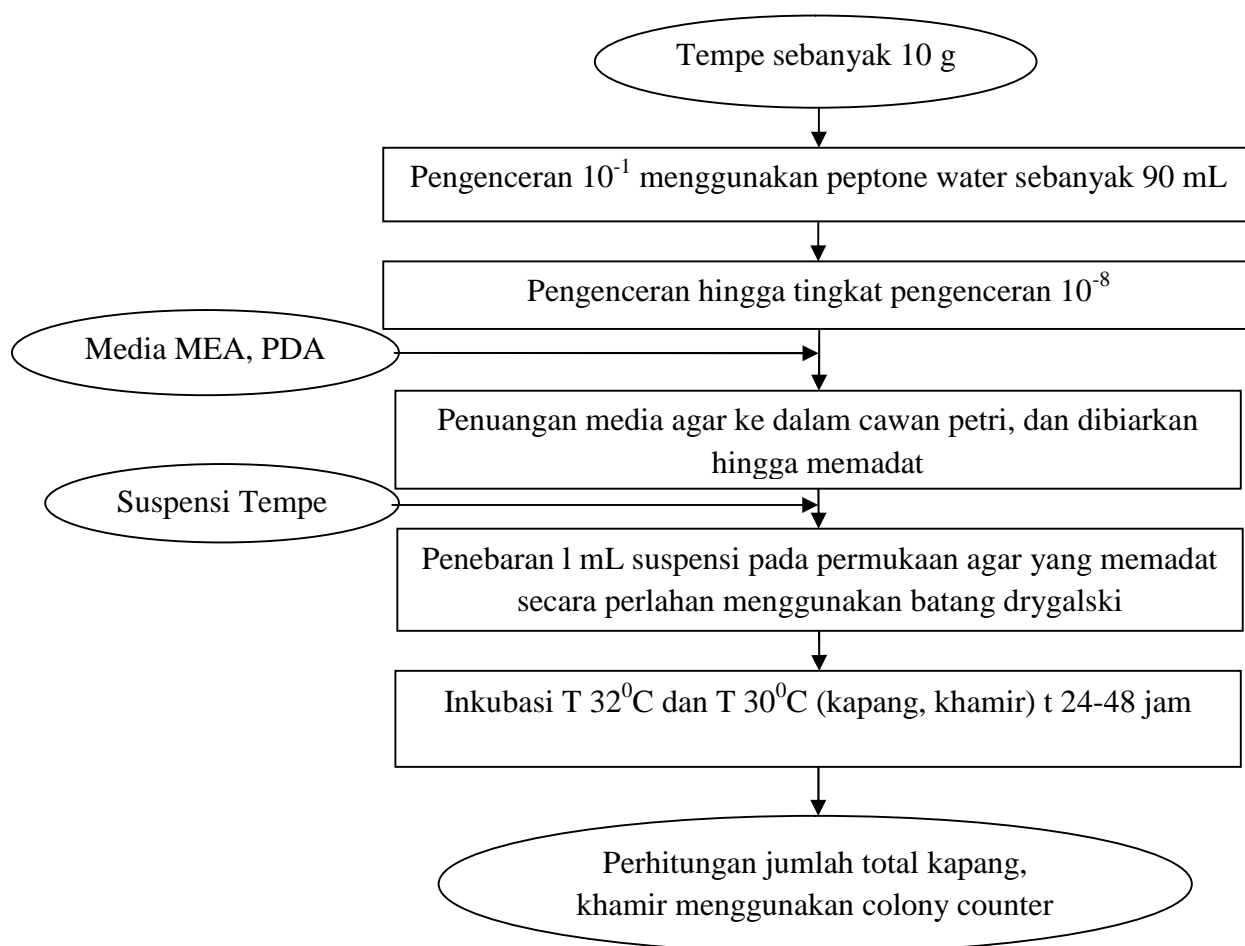 Tempe sebanyak 10 g
Pengenceran 10⁻¹ menggunakan peptone water sebanyak 90 mL
Pengenceran hingga tingkat pengenceran 10⁻⁸
Media MEA, PDA
Penuangan media agar ke dalam cawan petri, dan dibiarkan
hingga memadat
Suspensi Tempe
Penebaran l mL suspensi pada permukaan agar yang memadat
secara perlahan menggunakan batang drygalski
Inkubasi T 32⁰C dan T 30⁰C (kapang, khamir) t 24-48 jam
Perhitungan jumlah total kapang,
khamir menggunakan colony counter